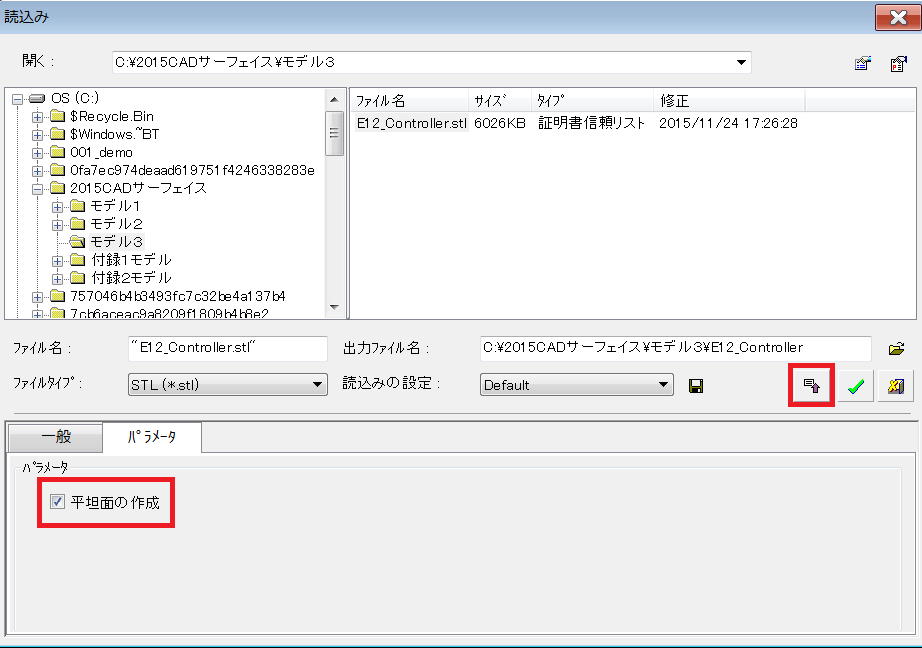 読込み
開く :
C:¥2015CADサーフェイス¥モデル3
OS (C:)
$Recycle.Bin
$Windows.~BT
001_demo
0fa7ec974deaad619751f4246338283e
2015CADサーフェイス
モデル1
モデル2
モデル3
付録1モデル
付録2モデル
757046b4b3493fc7c32be4a137b4
7cb6aceac9a8209f1809b4b8e2
ファイル名 サイズ タイプ 修正
E12_Controller.stl 6026KB 証明書信頼リスト 2015/11/24 17:26:28
ファイル名 : "E12_Controller.stl" 出力ファイル名 : C:¥2015CADサーフェイス¥モデル3¥E12_Controller
ファイルタイプ : STL (*.stl) 読込みの設定 : Default
一般 パラメータ
パラメータ
平坦面の作成